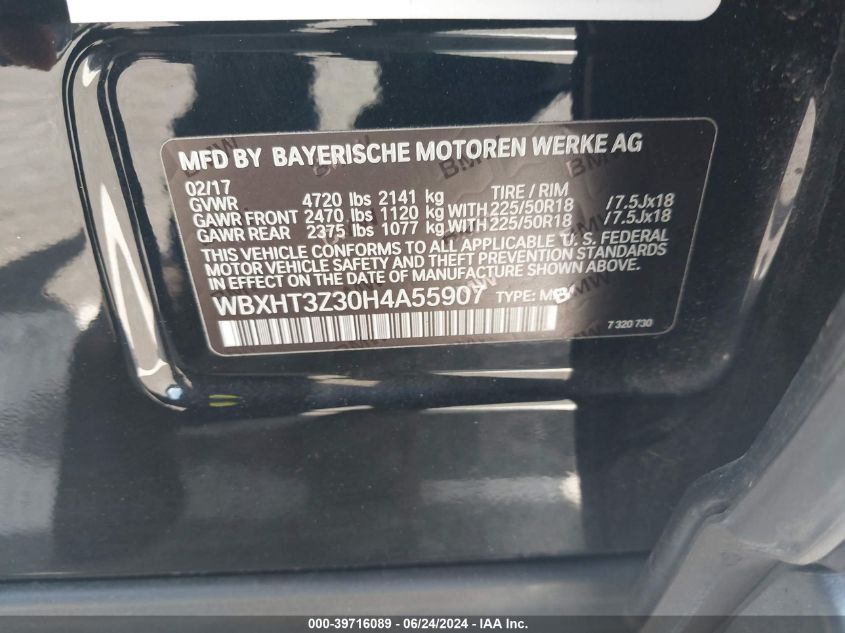 MFD BY BAYERISCHE MOTOREN WERKE AG
02/17 TIRE / RIM
GVWR 4720 lbs 2141 kg
GAWR FRONT 2470 lbs 1120 kg WITH 225/50R18 /7.5Jx18
GAWR REAR 2375 lbs 1077 kg WITH 225/50R18 /7.5Jx18
THIS VEHICLE CONFORMS TO ALL APPLICABLE U. S. FEDERAL
MOTOR VEHICLE SAFETY AND THEFT PREVENTION STANDARDS
IN EFFECT ON THE DATE OF MANUFACTURE SHOWN ABOVE.
WBXHT3Z30H4A55907 TYPE: MPV
7 320 730
000-39716089 - 06/24/2024 - IAAI.com Inc.